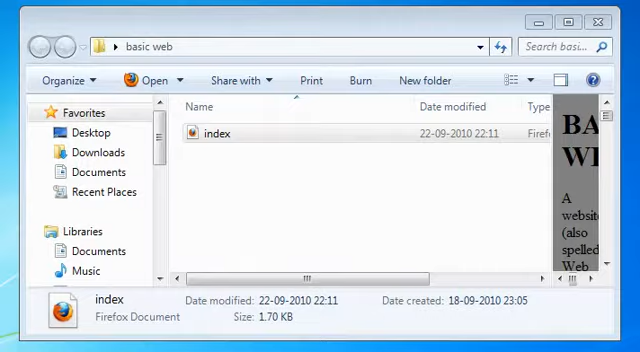 basic web
Search basi...
Organize Open Share with Print Burn New folder
Favorites
Desktop
Downloads
Documents
Recent Places
Libraries
Documents
Music
Name Date modified Type
index 22-09-2010 22:11 Firef
BA
WE
A
website
(also
spelled
Web
index Date modified: 22-09-2010 22:11 Date created: 18-09-2010 23:05
Firefox Document Size: 1.70 KB